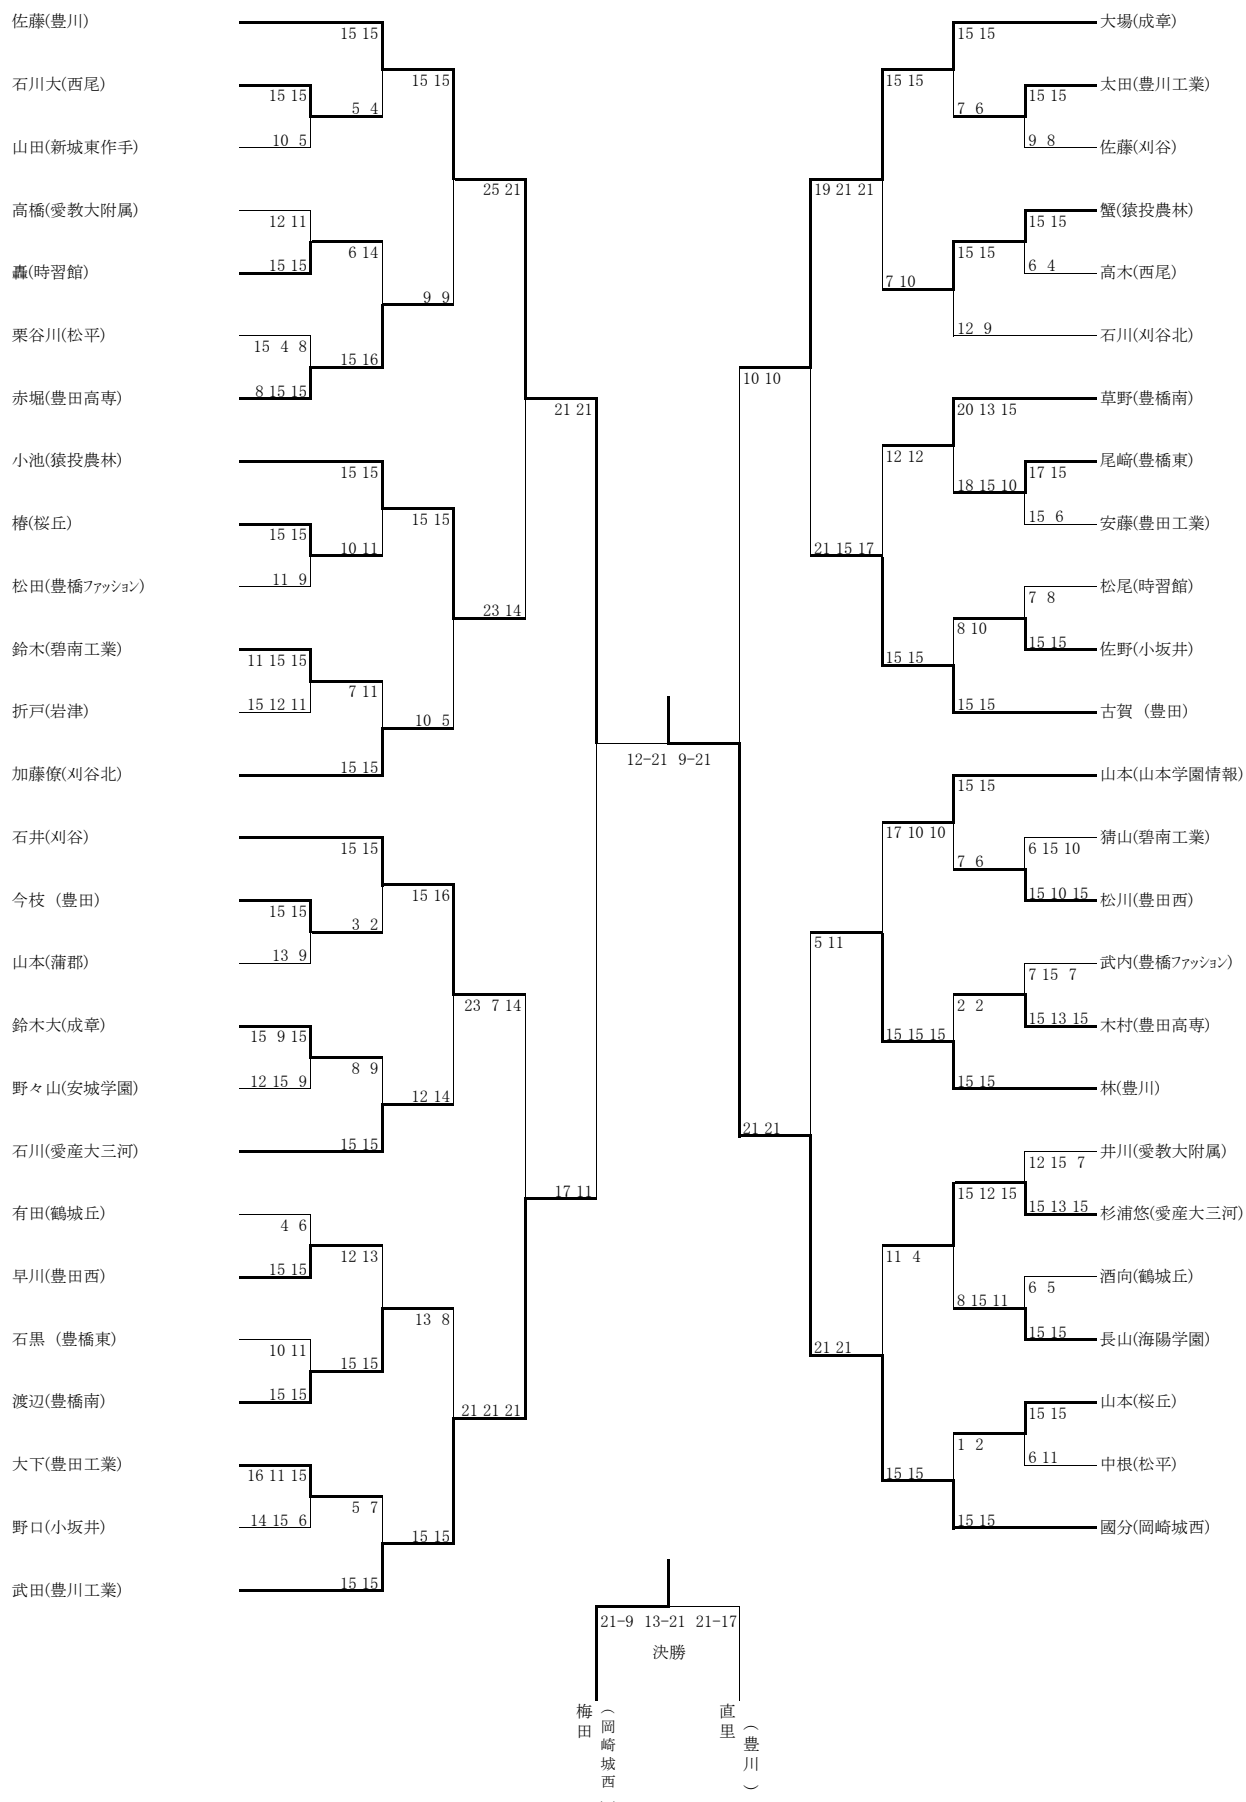 佐藤(豊川)
15 15
15 15
石川大(西尾)
15 15
5 4
山田(新城東作手)
10 5
25 21
高橋(愛教大附属)
12 11
6 14
轟(時習館)
15 15
9 9
栗谷川(松平)
15 4 8
15 16
赤堀(豊田高専)
8 15 15
21 21
小池(猿投農林)
15 15
15 15
椿(桜丘)
15 15
10 11
松田(豊橋ファッション)
11 9
23 14
鈴木(碧南工業)
11 15 15
7 11
折戸(岩津)
15 12 11
10 5
加藤僚(刈谷北)
15 15
石井(刈谷)
15 15
15 16
今枝(豊田)
15 15
3 2
山本(蒲郡)
13 9
23 7 14
鈴木大(成章)
15 9 15
8 9
野々山(安城学園)
12 15 9
12 14
石川(愛産大三河)
15 15
17 11
有田(鶴城丘)
4 6
12 13
早川(豊田西)
15 15
13 8
石黒(豊橋東)
10 11
15 15
渡辺(豊橋南)
15 15
21 21 21
大下(豊田工業)
16 11 15
5 7
野口(小坂井)
14 15 6
15 15
武田(豊川工業)
15 15
12-21 9-21
大場(成章)
15 15
15 15
太田(豊川工業)
15 15
7 6
佐藤(刈谷)
9 8
19 21 21
蟹(猿投農林)
15 15
15 15
高木(西尾)
6 4
7 10
石川(刈谷北)
12 9
10 10
草野(豊橋南)
20 13 15
12 12
尾﨑(豊橋東)
17 15
18 15 10
安藤(豊田工業)
15 6
21 15 17
松尾(時習館)
7 8
8 10
佐野(小坂井)
15 15
15 15
古賀(豊田)
15 15
山本(山本学園情報)
15 15
17 10 10
猜山(碧南工業)
6 15 10
7 6
松川(豊田西)
15 10 15
5 11
武内(豊橋ファッション)
7 15 7
2 2
木村(豊田高専)
15 13 15
15 15 15
林(豊川)
15 15
21 21
井川(愛教大附属)
12 15 7
15 12 15
杉浦悠(愛産大三河)
15 13 15
11 4
酒向(鶴城丘)
6 5
8 15 11
長山(海陽学園)
15 15
21 21
山本(桜丘)
15 15
1 2
中根(松平)
6 11
15 15
國分(岡崎城西)
15 15
21-9 13-21 21-17
決勝
梅田
(岡崎城西
直里
(豊川)